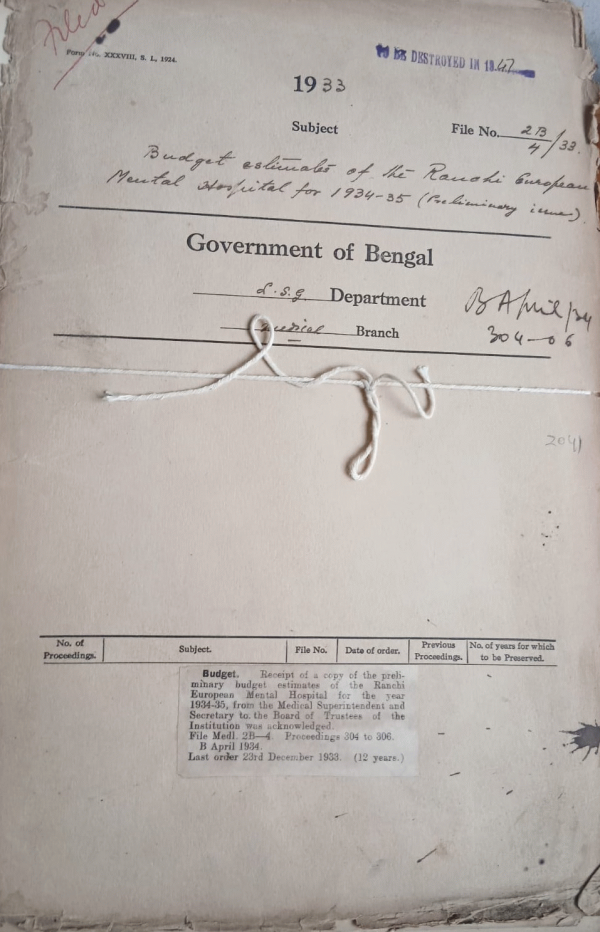 Filed
Form No. XXXVIII, S. L., 1924.
TO BE DESTROYED IN 1947
1933
Subject
File No. 2B/4/33.
Budget estimates of the Ranchi European
Mental Hospital for 1934-35 (Preliminary issue).
Government of Bengal
L.S.G Department
Medical Branch
B April/34
304-06
2041
No. of Proceedings. Subject. File No. Date of order. Previous Proceedings. No. of years for which to be Preserved.
Budget. Receipt of a copy of the preli-
minary budget estimates of the Ranchi
European Mental Hospital for the year
1934-35, from the Medical Superintendent and
Secretary to the Board of Trustees of the
Institution was acknowledged.
File Medl. 2B—4. Proceedings 304 to 306.
B April 1934.
Last order 23rd December 1933. (12 years.)